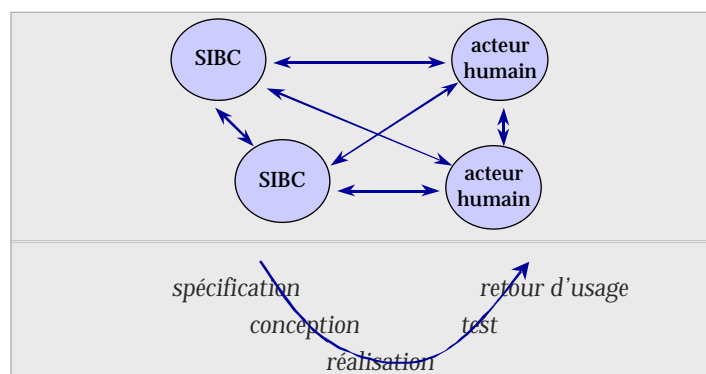 SIBC
acteur
humain
SIBC
acteur
humain
spécification
retour d'usage
conception
test
réalisation